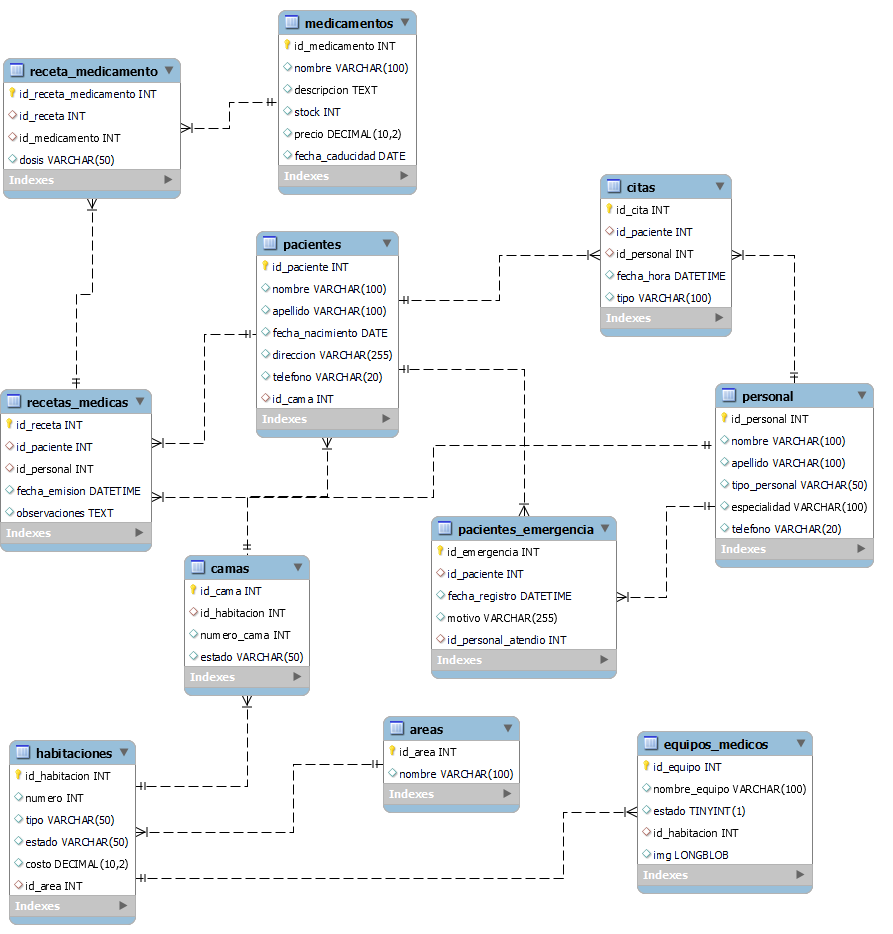 medicamentos
id_medicamento INT
nombre VARCHAR(100)
descripcion TEXT
stock INT
precio DECIMAL(10,2)
fecha_caducidad DATE
Indexes
receta_medicamento
id_receta_medicamento INT
id_receta INT
id_medicamento INT
dosis VARCHAR(50)
Indexes
citas
id_cita INT
id_paciente INT
id_personal INT
fecha_hora DATETIME
tipo VARCHAR(100)
Indexes
pacientes
id_paciente INT
nombre VARCHAR(100)
apellido VARCHAR(100)
fecha_nacimiento DATE
direccion VARCHAR(255)
telefono VARCHAR(20)
id_cama INT
Indexes
recetas_medicas
id_receta INT
id_paciente INT
id_personal INT
fecha_emision DATETIME
observaciones TEXT
Indexes
personal
id_personal INT
nombre VARCHAR(100)
apellido VARCHAR(100)
tipo_personal VARCHAR(50)
especialidad VARCHAR(100)
telefono VARCHAR(20)
Indexes
pacientes_emergencia
id_emergencia INT
id_paciente INT
fecha_registro DATETIME
motivo VARCHAR(255)
id_personal_atendio INT
Indexes
camas
id_cama INT
id_habitacion INT
numero_cama INT
estado VARCHAR(50)
Indexes
areas
id_area INT
nombre VARCHAR(100)
Indexes
habitaciones
id_habitacion INT
numero INT
tipo VARCHAR(50)
estado VARCHAR(50)
costo DECIMAL(10,2)
id_area INT
Indexes
equipos_medicos
id_equipo INT
nombre_equipo VARCHAR(100)
estado TINYINT(1)
id_habitacion INT
img LONGBLOB
Indexes